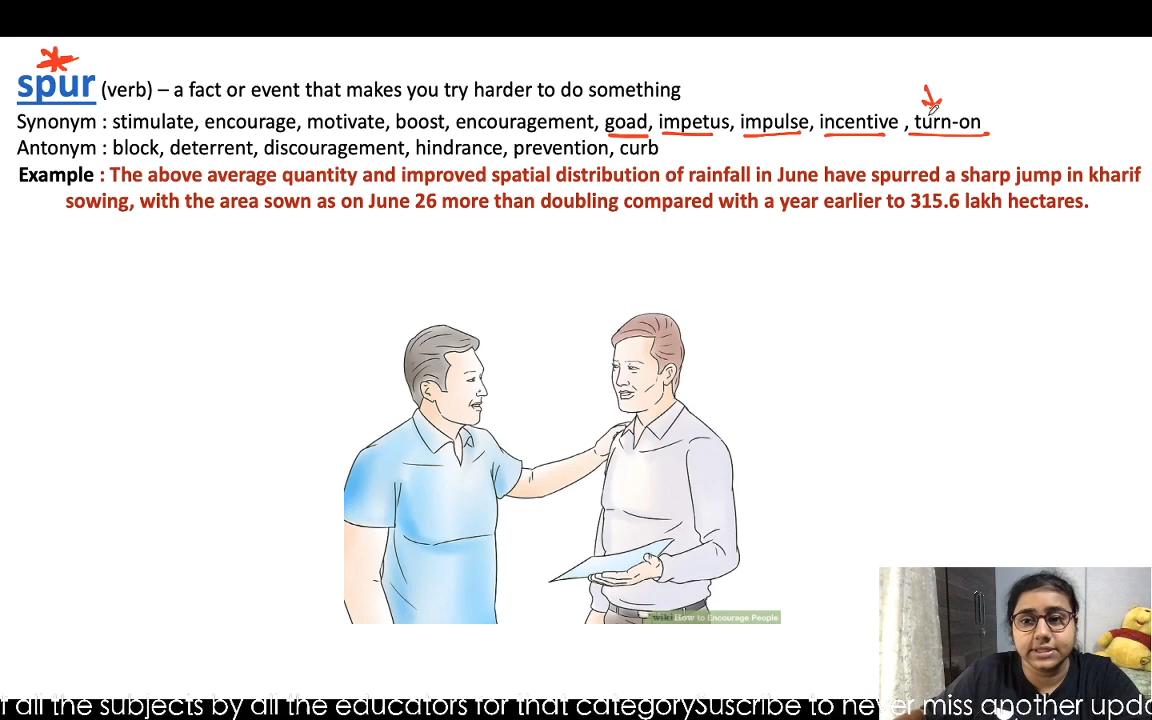 spur (verb) – a fact or event that makes you try harder to do something
Synonym : stimulate, encourage, motivate, boost, encouragement, goad, impetus, impulse, incentive , turn-on
Antonym : block, deterrent, discouragement, hindrance, prevention, curb
Example : The above average quantity and improved spatial distribution of rainfall in June have spurred a sharp jump in kharif
sowing, with the area sown as on June 26 more than doubling compared with a year earlier to 315.6 lakh hectares.
wikiHow to Encourage People
all the subjects by all the educators for that categorySuscribe to never miss another